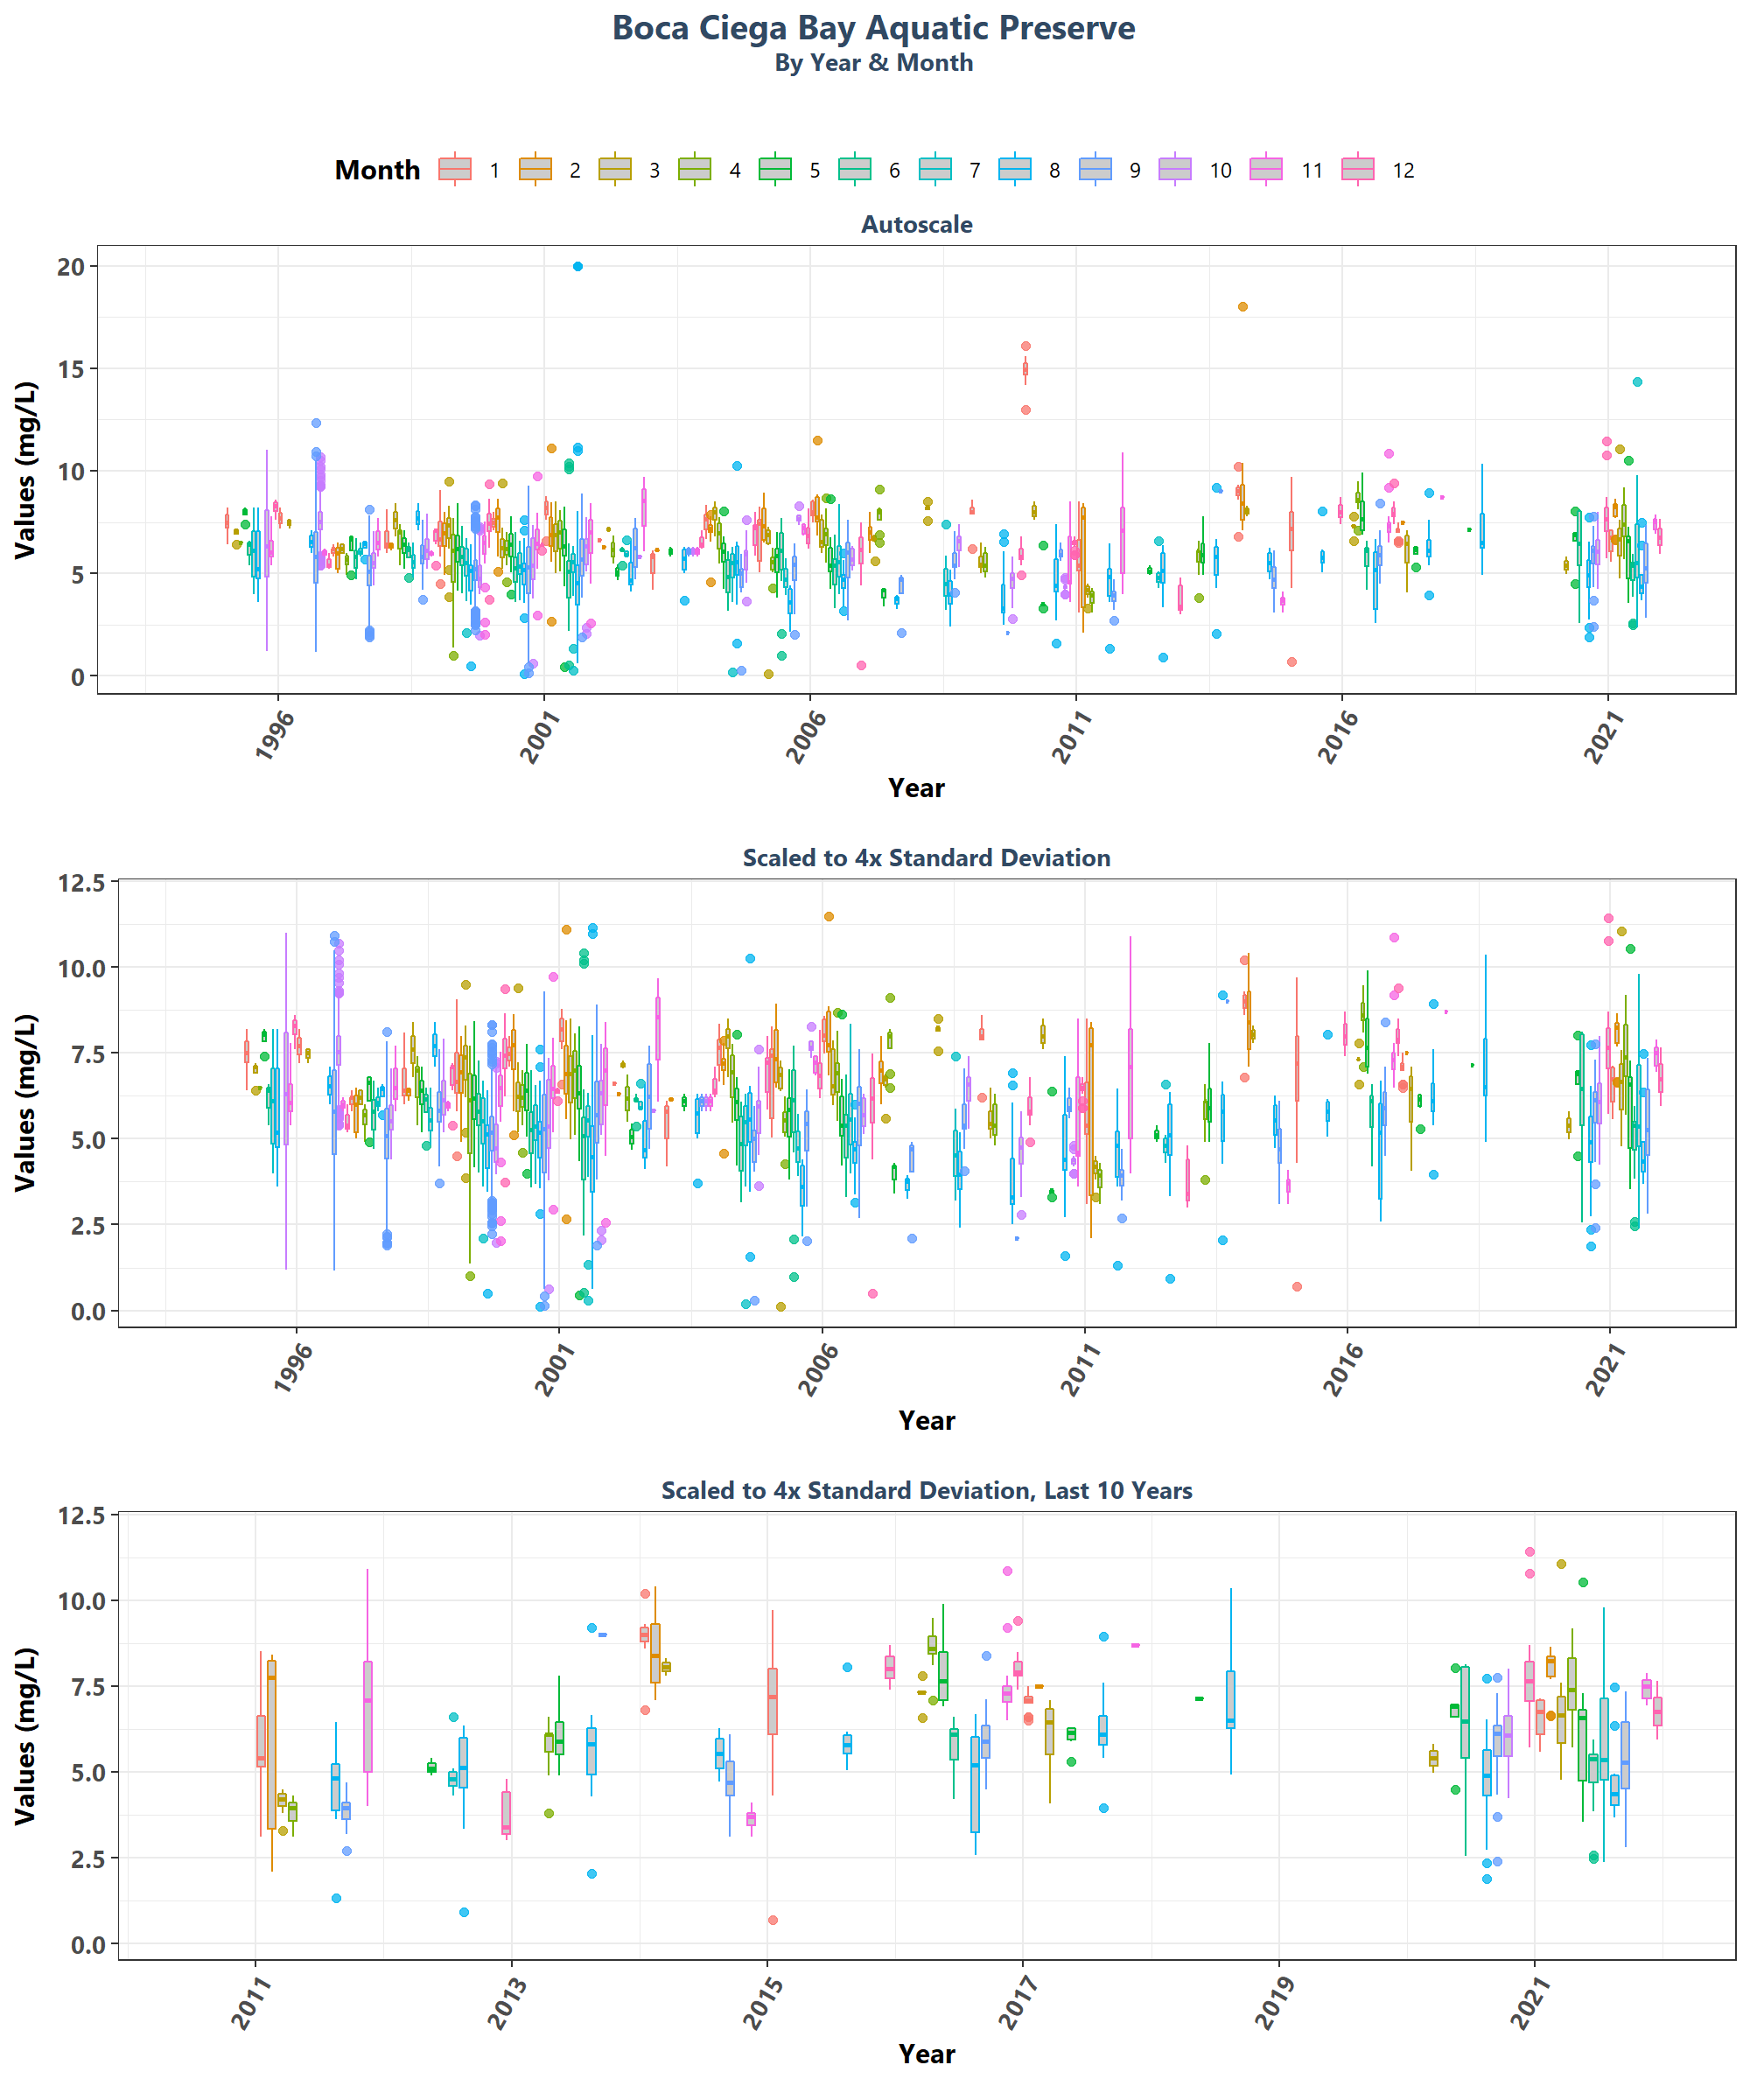 Boca Ciega Bay Aquatic Preserve
By Year & Month
Month 1 2 3 4 5 6 7 8 9 10 11 12
Autoscale
Values (mg/L)
20
15
10
5
0
1996 2001 2006 2011 2016 2021
Year
Scaled to 4x Standard Deviation
Values (mg/L)
12.5
10.0
7.5
5.0
2.5
0.0
1996 2001 2006 2011 2016 2021
Year
Scaled to 4x Standard Deviation, Last 10 Years
Values (mg/L)
12.5
10.0
7.5
5.0
2.5
0.0
2011 2013 2015 2017 2019 2021
Year